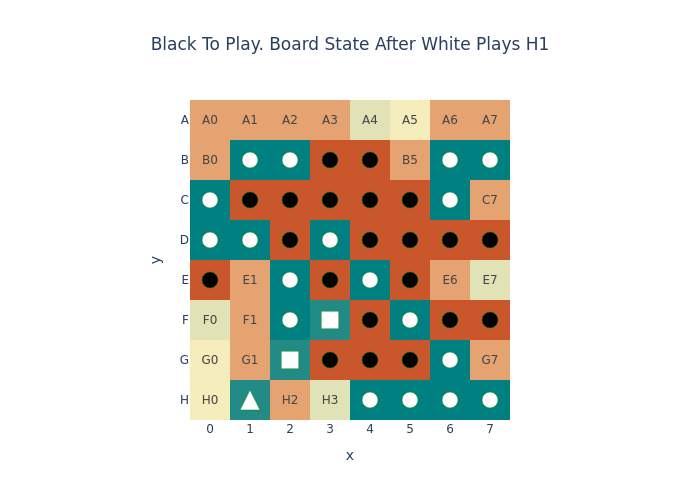 Black To Play. Board State After White Plays H1
A A0 A1 A2 A3 A4 A5 A6 A7
B B0 B5
C C7
D
E E1 E6 E7
F F0 F1
G G0 G1 G7
H H0 H2 H3
0 1 2 3 4 5 6 7
x
y